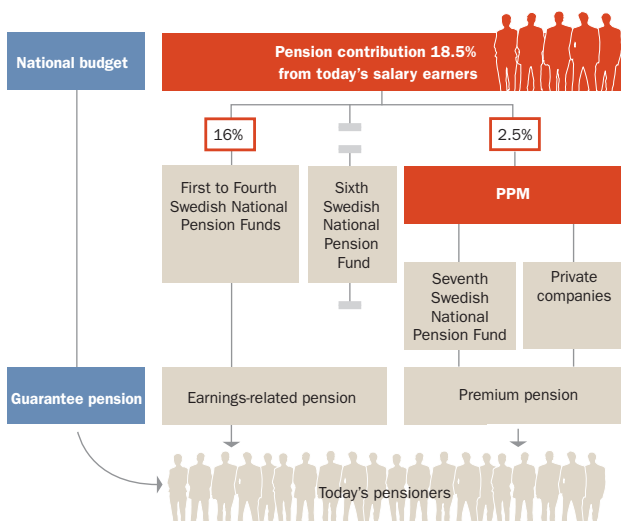 National budget
Pension contribution 18.5%
from today's salary earners
16%
2.5%
First to Fourth
Swedish National
Pension Funds
Sixth
Swedish
National
Pension
Fund
PPM
Seventh
Swedish
National
Pension Fund
Private
companies
Guarantee pension
Earnings-related pension
Premium pension
Today's pensioners